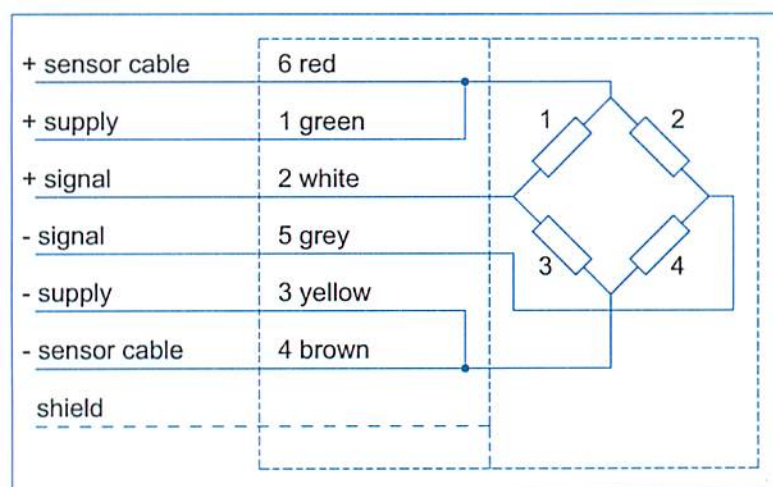 + sensor cable 6 red
+ supply 1 green
+ signal 2 white
- signal 5 grey
- supply 3 yellow
- sensor cable 4 brown
shield
1 2
3 4